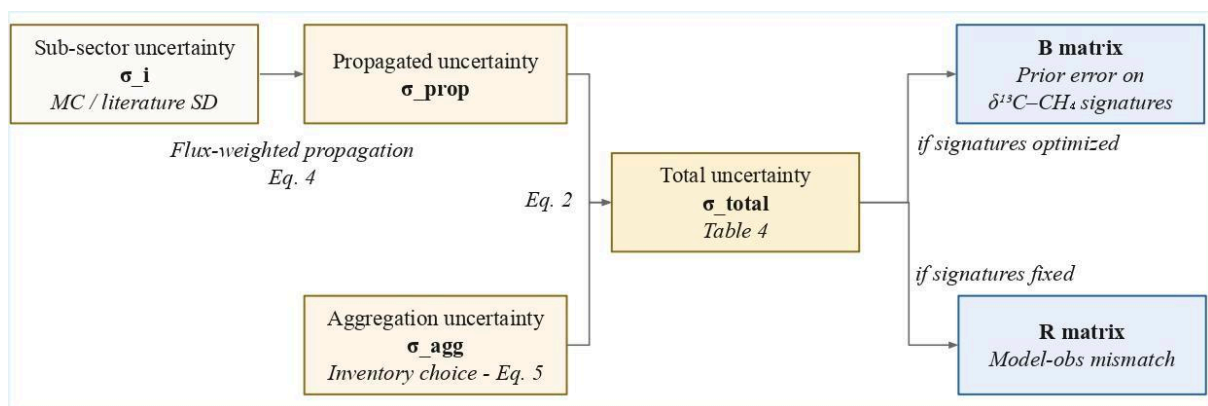 Sub-sector uncertainty
σ_i
MC / literature SD
Propagated uncertainty
σ_prop
Flux-weighted propagation
Eq. 4
Aggregation uncertainty
σ_agg
Inventory choice - Eq. 5
Eq. 2
Total uncertainty
σ_total
Table 4
B matrix
Prior error on
δ¹³C–CH₄ signatures
if signatures optimized
if signatures fixed
R matrix
Model-obs mismatch